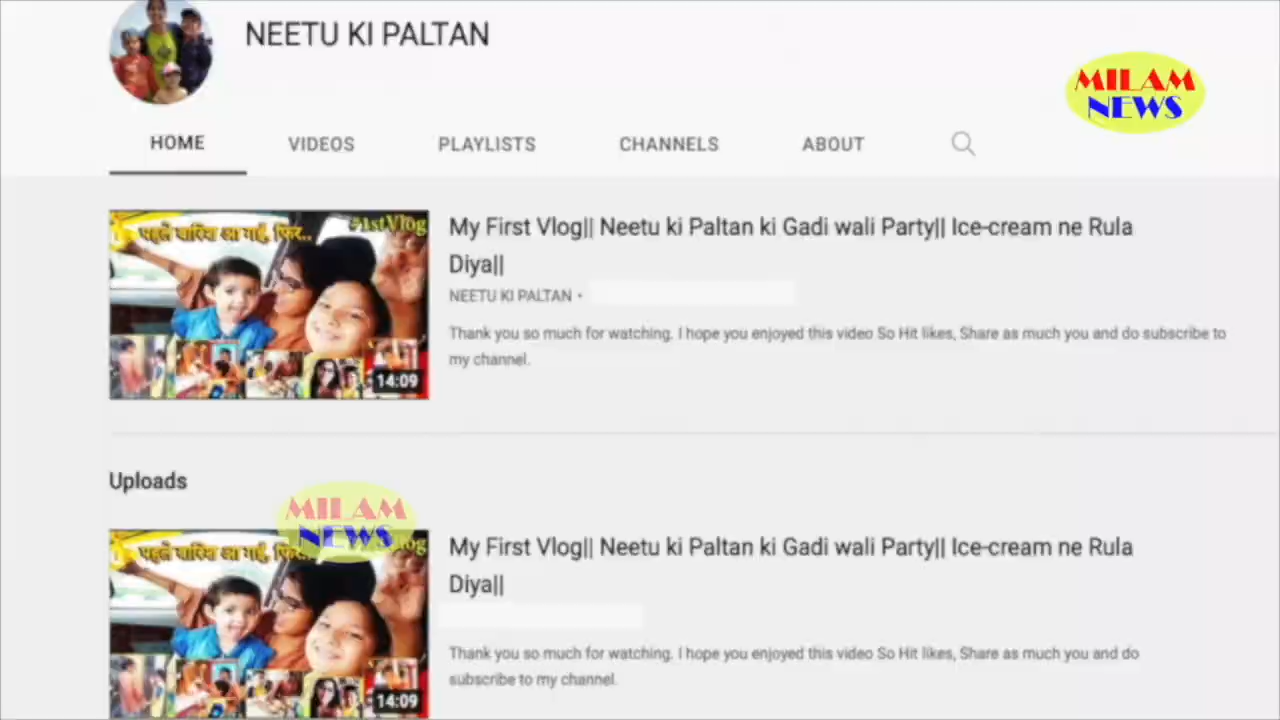 NEETU KI PALTAN
MILAM
NEWS
HOME VIDEOS PLAYLISTS CHANNELS ABOUT
पहले बारिश आ गई, फिर..
#1stVlog
14:09
My First Vlog|| Neetu ki Paltan ki Gadi wali Party|| Ice-cream ne Rula
Diya||
NEETU KI PALTAN •
Thank you so much for watching. I hope you enjoyed this video So Hit likes, Share as much you and do subscribe to
my channel.
Uploads
MILAM
NEWS
पहले बारिश आ गई, फिर..
14:09
My First Vlog|| Neetu ki Paltan ki Gadi wali Party|| Ice-cream ne Rula
Diya||
Thank you so much for watching. I hope you enjoyed this video So Hit likes, Share as much you and do
subscribe to my channel.